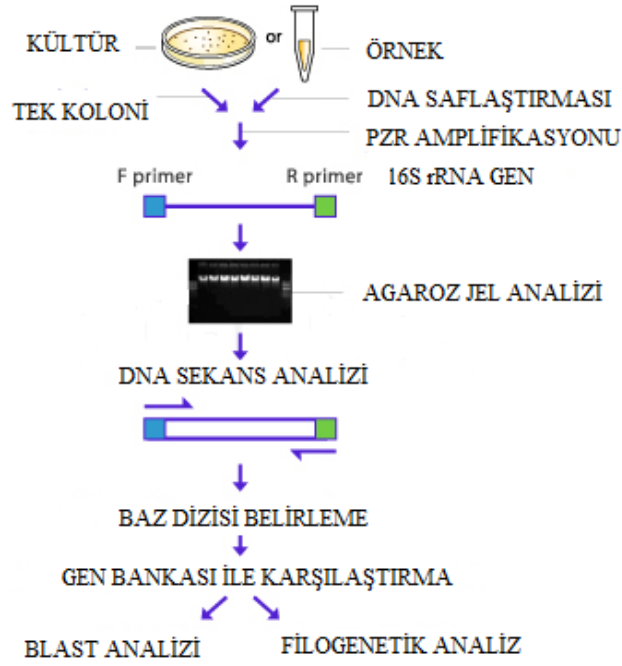 KÜLTÜR
or
ÖRNEK
TEK KOLONİ
DNA SAFLAŞTIRMASI
PZR AMPLİFİKASYONU
F primer
R primer
16S rRNA GEN
AGAROZ JEL ANALİZİ
DNA SEKANS ANALİZİ
BAZ DİZİSİ BELİRLEME
GEN BANKASI İLE KARŞILAŞTIRMA
BLAST ANALİZİ
FİLOGENETİK ANALİZ